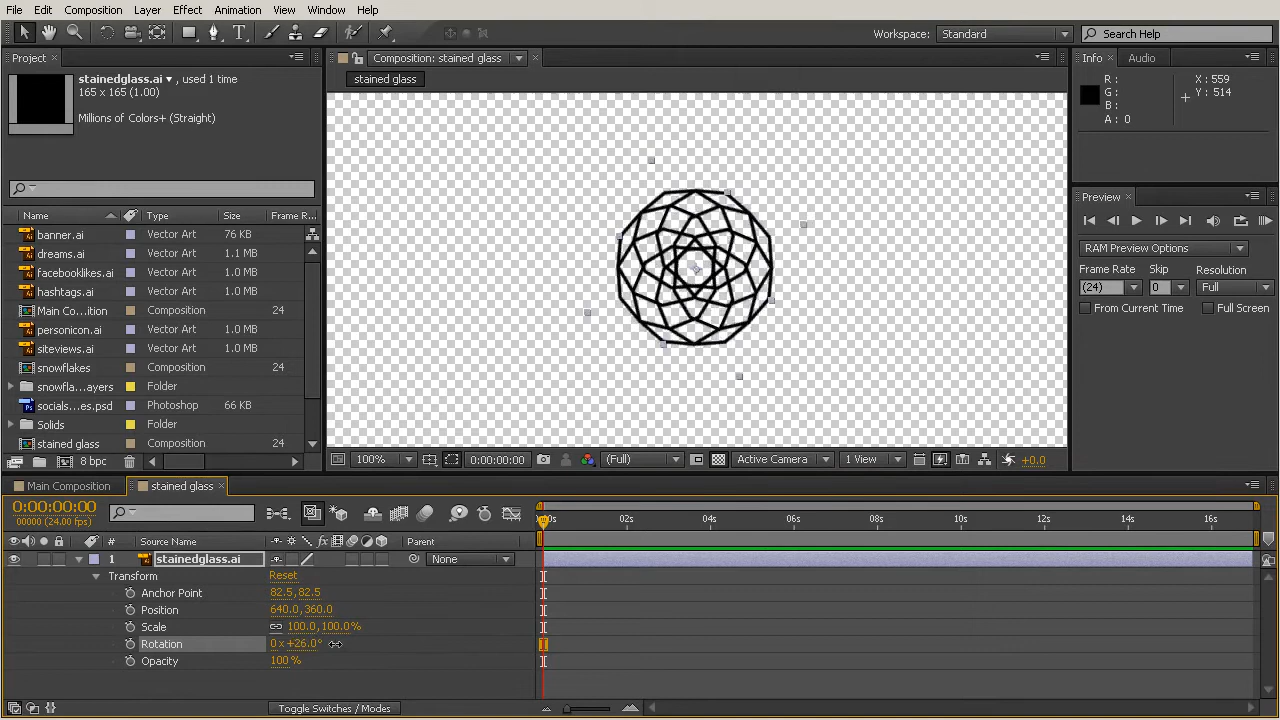 File Edit Composition Layer Effect Animation View Window Help
Workspace: Standard Search Help
Project
Composition: stained glass
Info Audio
stainedglass.ai ▾ , used 1 time
165 x 165 (1.00)
Millions of Colors+ (Straight)
stained glass
R:
G:
B:
A: 0
X: 559
Y: 514
Preview
RAM Preview Options
Frame Rate Skip Resolution
(24) 0 Full
From Current Time Full Screen
Name Type Size Frame R...
banner.ai Vector Art 76 KB
dreams.ai Vector Art 1.1 MB
facebooklikes.ai Vector Art 1.0 MB
hashtags.ai Vector Art 1.0 MB
Main Co...ition Composition 24
personicon.ai Vector Art 1.0 MB
siteviews.ai Vector Art 1.0 MB
snowflakes Composition 24
snowfla...ayers Folder
socials...es.psd Photoshop 66 KB
Solids Folder
stained glass Composition 24
8 bpc
100% 0:00:00:00 (Full) Active Camera 1 View +0.0
Main Composition stained glass
0:00:00:00
00000 (24.00 fps)
:00s 02s 04s 06s 08s 10s 12s 14s 16s
# Source Name fx Parent
1 stainedglass.ai None
Transform Reset
Anchor Point 82.5,82.5
Position 640.0,360.0
Scale 100.0,100.0%
Rotation 0x+26.0°
Opacity 100%
Toggle Switches / Modes